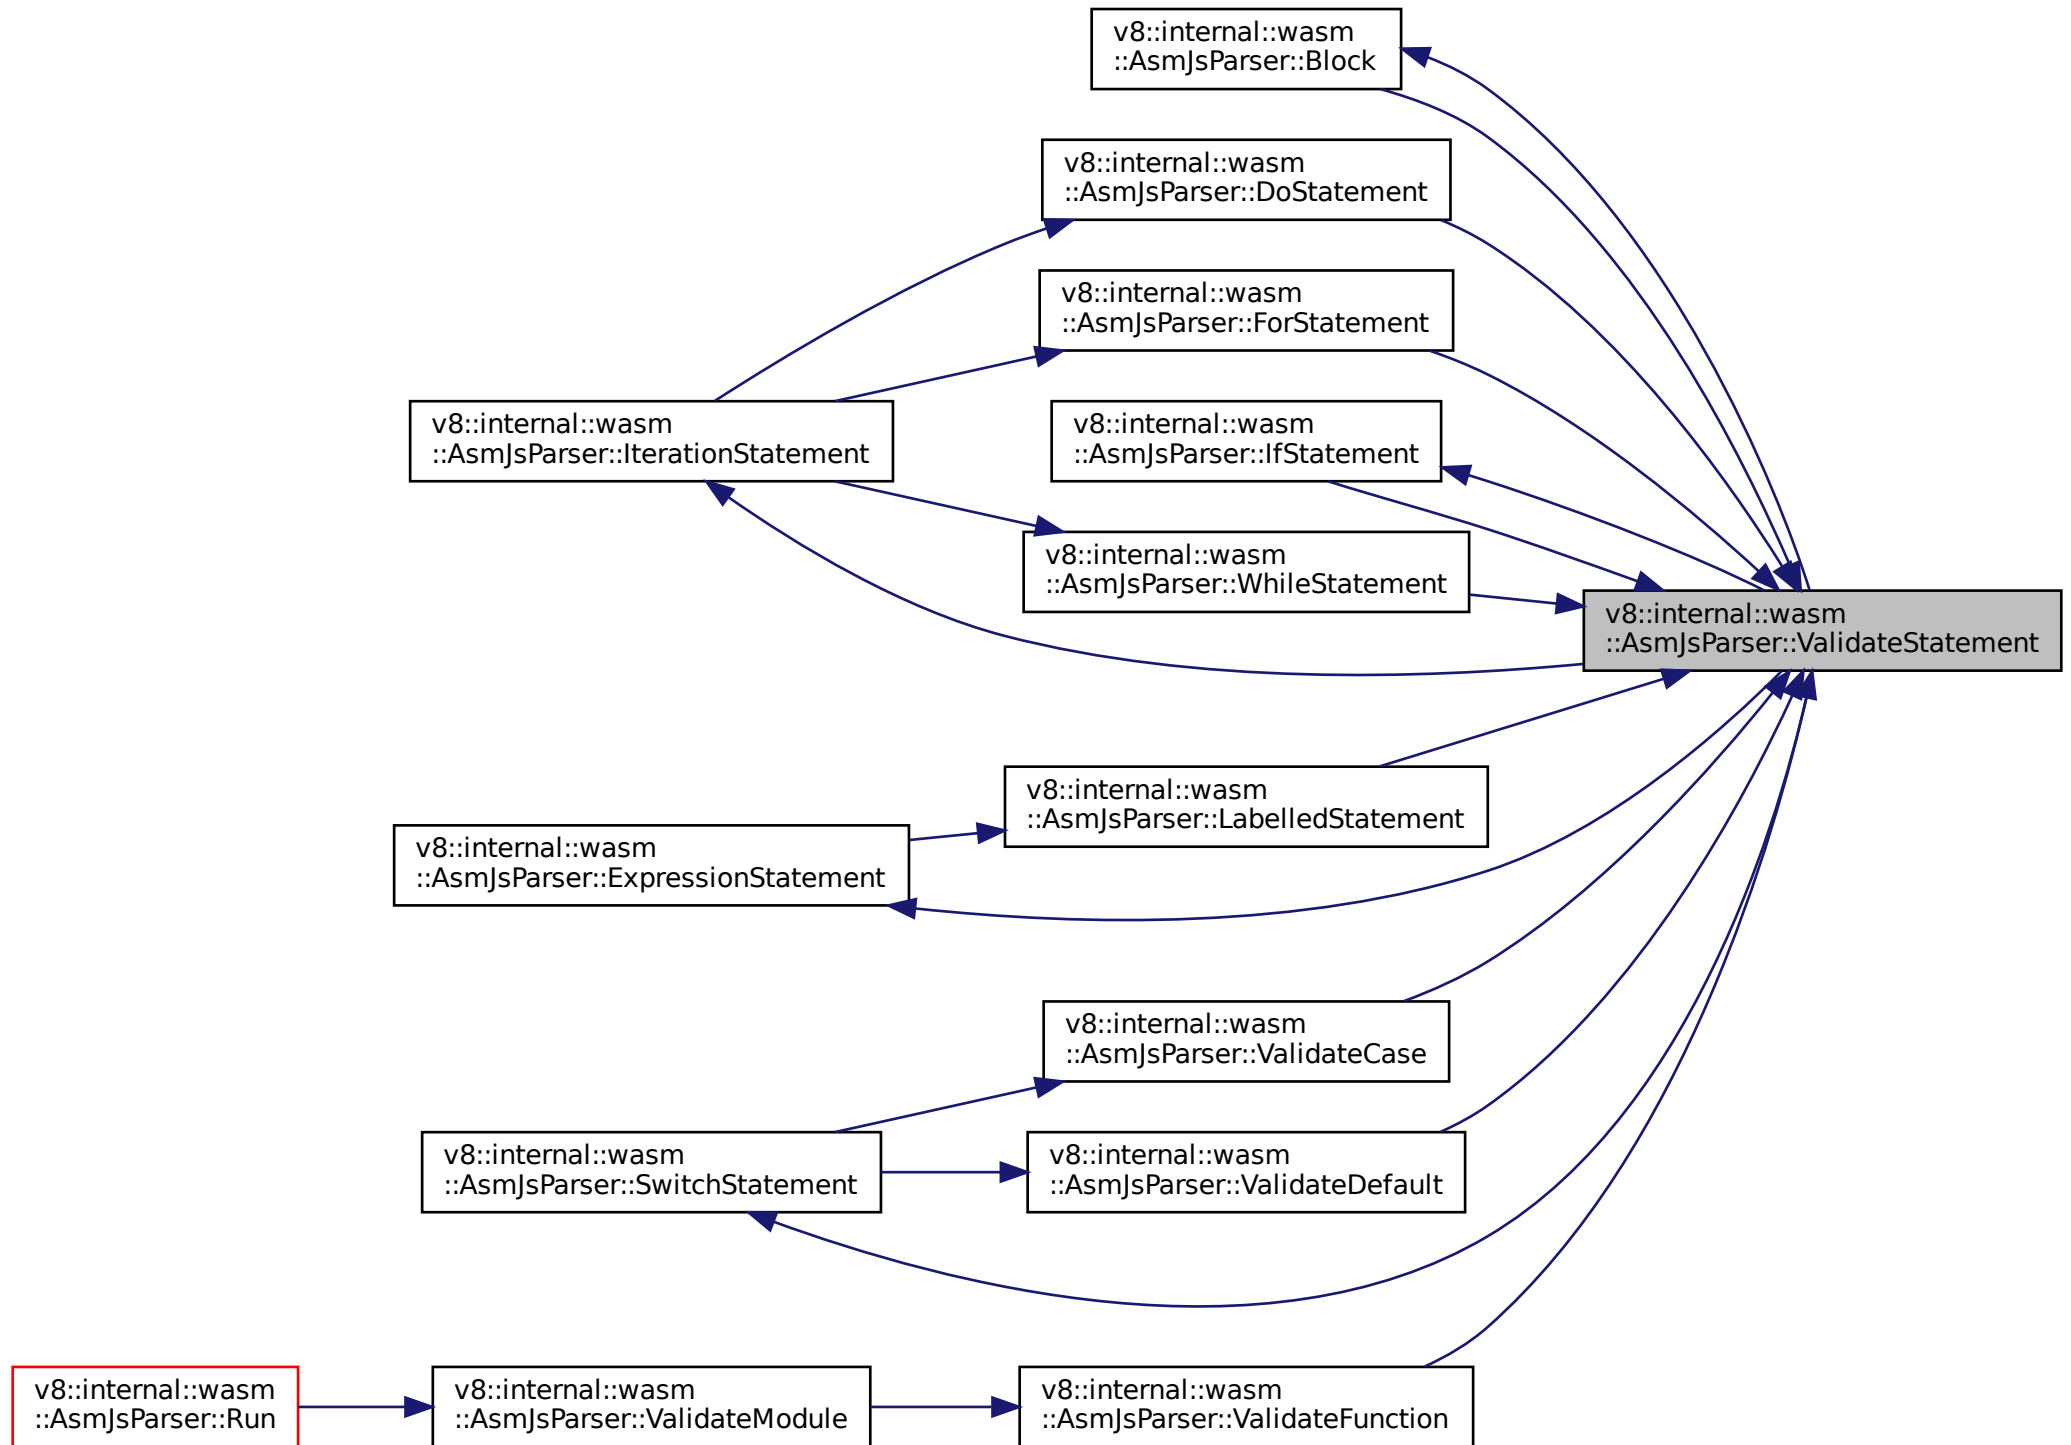 v8::internal::wasm
::AsmJsParser::Block
v8::internal::wasm
::AsmJsParser::DoStatement
v8::internal::wasm
::AsmJsParser::ForStatement
v8::internal::wasm
::AsmJsParser::IterationStatement
v8::internal::wasm
::AsmJsParser::IfStatement
v8::internal::wasm
::AsmJsParser::WhileStatement
v8::internal::wasm
::AsmJsParser::ValidateStatement
v8::internal::wasm
::AsmJsParser::LabelledStatement
v8::internal::wasm
::AsmJsParser::ExpressionStatement
v8::internal::wasm
::AsmJsParser::ValidateCase
v8::internal::wasm
::AsmJsParser::SwitchStatement
v8::internal::wasm
::AsmJsParser::ValidateDefault
v8::internal::wasm
::AsmJsParser::Run
v8::internal::wasm
::AsmJsParser::ValidateModule
v8::internal::wasm
::AsmJsParser::ValidateFunction